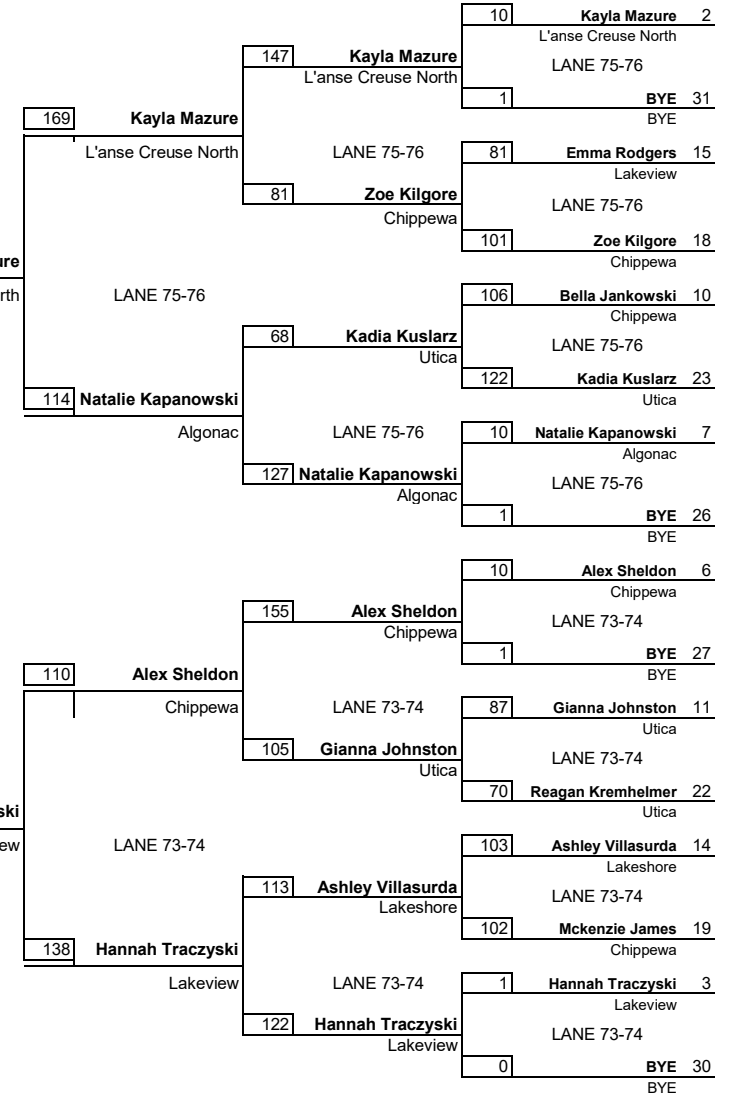 10 Kayla Mazure 2
L'anse Creuse North
147 Kayla Mazure
LANE 75-76
L'anse Creuse North
1 BYE 31
BYE
169 Kayla Mazure
L'anse Creuse North
LANE 75-76
81 Emma Rodgers 15
Lakeview
81 Zoe Kilgore
LANE 75-76
Chippewa
101 Zoe Kilgore 18
Chippewa
ure
rth
LANE 75-76
106 Bella Jankowski 10
Chippewa
68 Kadia Kuslarz
LANE 75-76
Utica
122 Kadia Kuslarz 23
Utica
114 Natalie Kapanowski
Algonac
LANE 75-76
10 Natalie Kapanowski 7
Algonac
127 Natalie Kapanowski
LANE 75-76
Algonac
1 BYE 26
BYE
10 Alex Sheldon 6
Chippewa
155 Alex Sheldon
LANE 73-74
Chippewa
1 BYE 27
BYE
110 Alex Sheldon
Chippewa
LANE 73-74
87 Gianna Johnston 11
Utica
105 Gianna Johnston
LANE 73-74
Utica
70 Reagan Kremhelmer 22
Utica
ski
ew
LANE 73-74
103 Ashley Villasurda 14
Lakeshore
113 Ashley Villasurda
LANE 73-74
Lakeshore
102 Mckenzie James 19
Chippewa
138 Hannah Traczyski
Lakeview
LANE 73-74
1 Hannah Traczyski 3
Lakeview
122 Hannah Traczyski
LANE 73-74
Lakeview
0 BYE 30
BYE